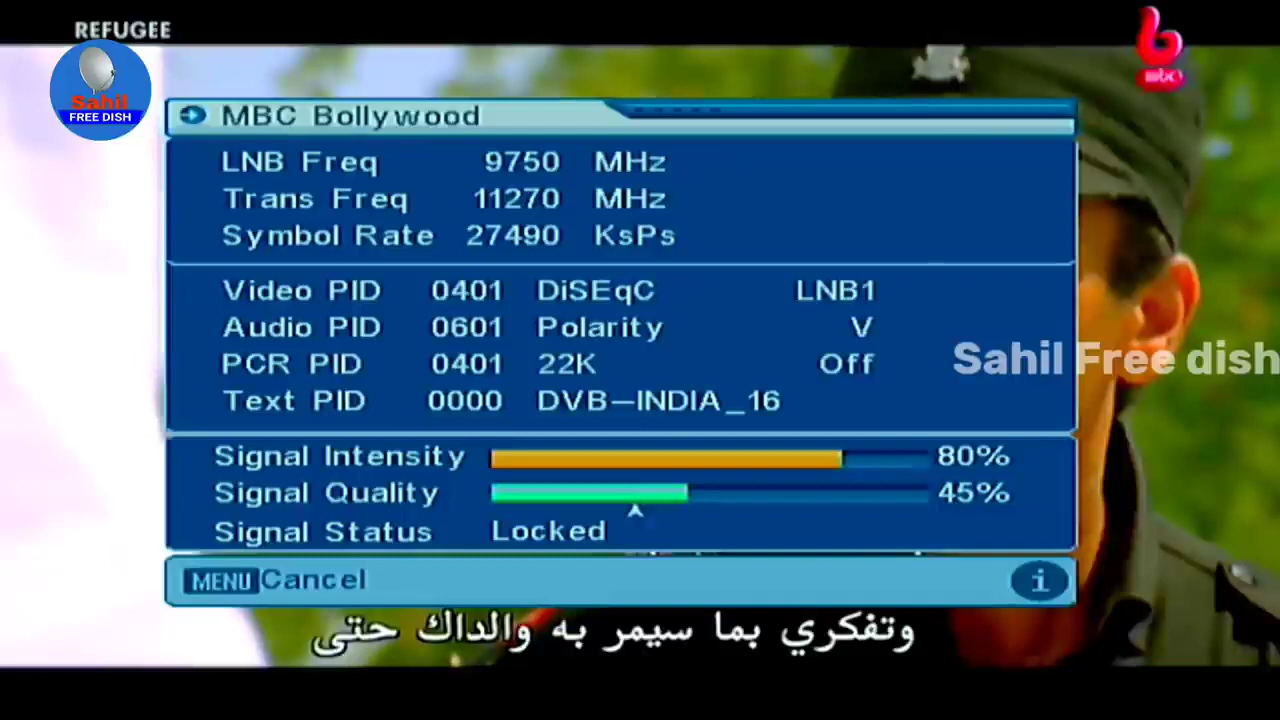 REFUGEE
Sahil
FREE DISH
mbc
MBC Bollywood
LNB Freq 9750 MHz
Trans Freq 11270 MHz
Symbol Rate 27490 KsPs
Video PID 0401 DiSEqC LNB1
Audio PID 0601 Polarity V
PCR PID 0401 22K Off
Sahil Free dish
Text PID 0000 DVB-INDIA_16
Signal Intensity 80%
Signal Quality 45%
Signal Status Locked
MENU Cancel i
وتفكري بما سيمر به والداك حتى